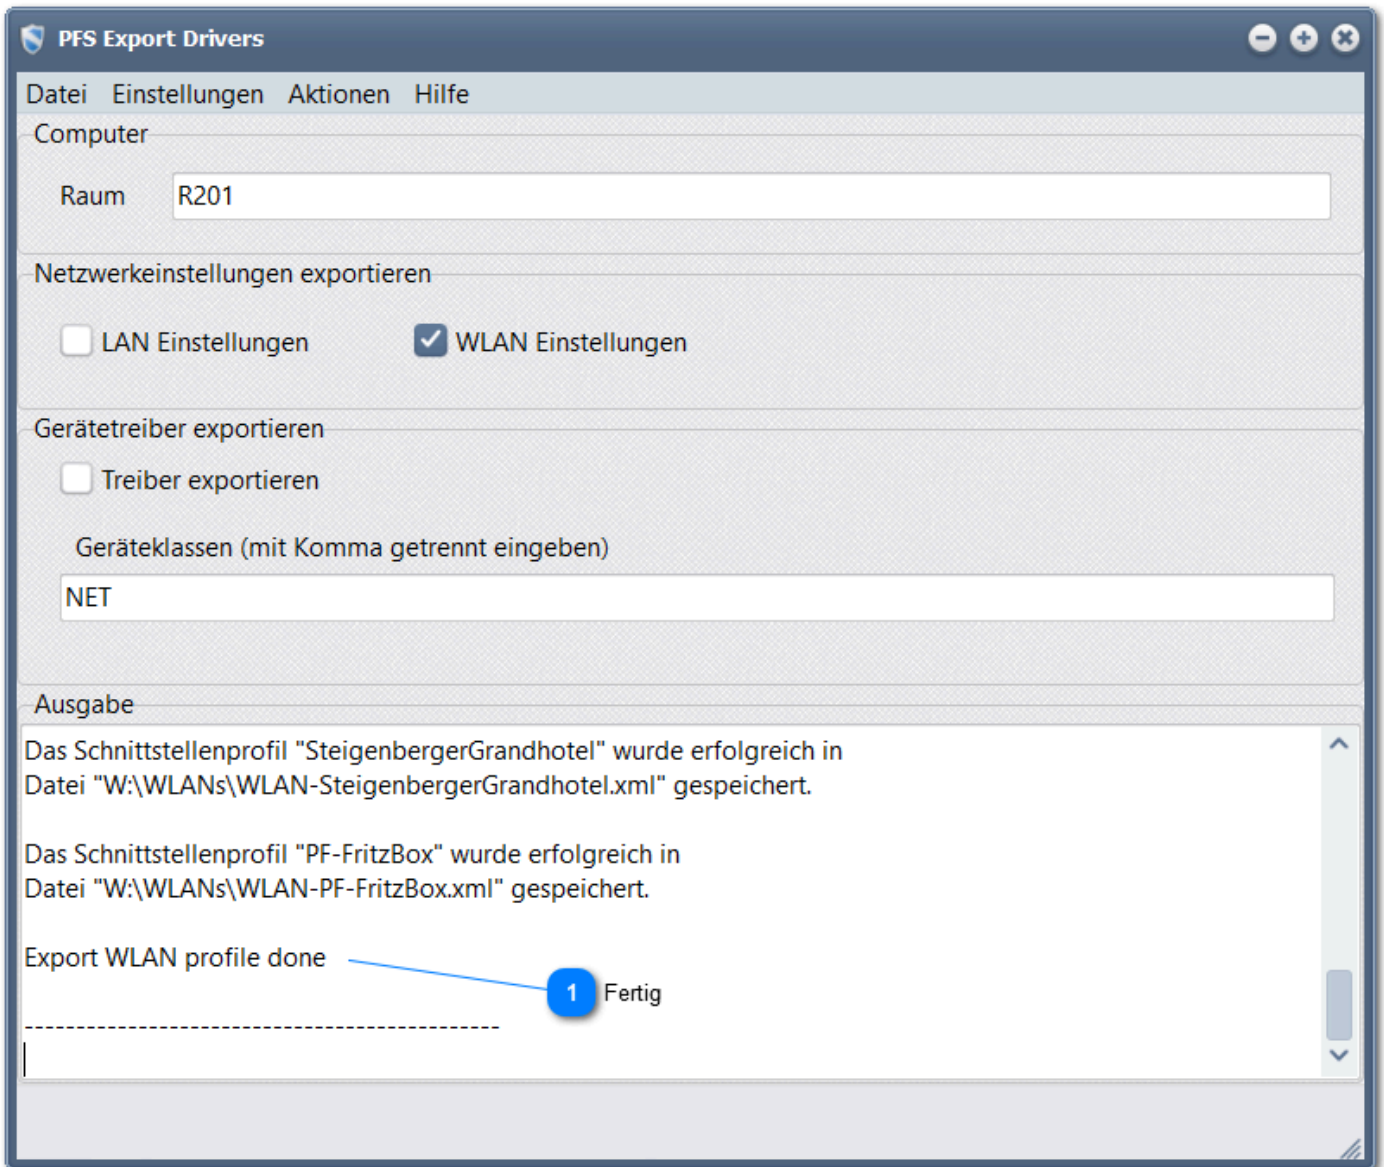 PFS Export Drivers
Datei Einstellungen Aktionen Hilfe
Computer
Raum R201
Netzwerkeinstellungen exportieren
LAN Einstellungen WLAN Einstellungen
Gerätetreiber exportieren
Treiber exportieren
Geräteklassen (mit Komma getrennt eingeben)
NET
Ausgabe
Das Schnittstellenprofil "SteigenbergerGrandhotel" wurde erfolgreich in
Datei "W:\WLANs\WLAN-SteigenbergerGrandhotel.xml" gespeichert.
Das Schnittstellenprofil "PF-FritzBox" wurde erfolgreich in
Datei "W:\WLANs\WLAN-PF-FritzBox.xml" gespeichert.
Export WLAN profile done
1 Fertig
----------------------------------------------